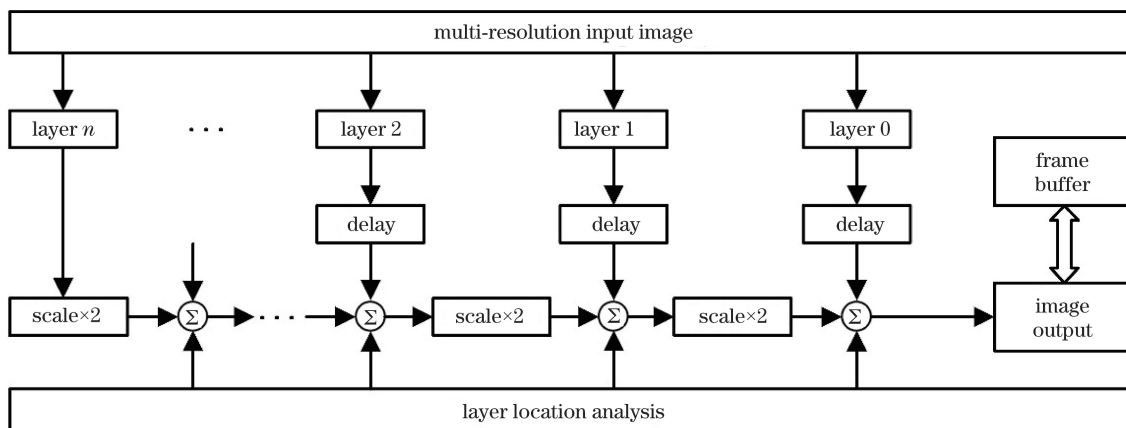 multi-resolution input image
layer n
· · ·
layer 2
layer 1
layer 0
frame
buffer
delay
delay
delay
scale×2
Σ
· · · ·
Σ
scale×2
Σ
scale×2
Σ
image
output
layer location analysis